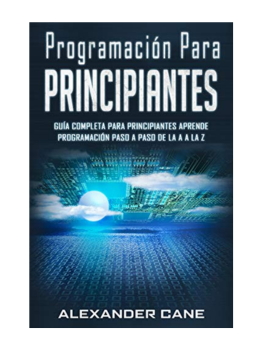 Programación Para
PRINCIPIANTES
GUÍA COMPLETA PARA PRINCIPIANTES APRENDE
PROGRAMACIÓN PASO A PASO DE LA A A LA Z
ALEXANDER CANE